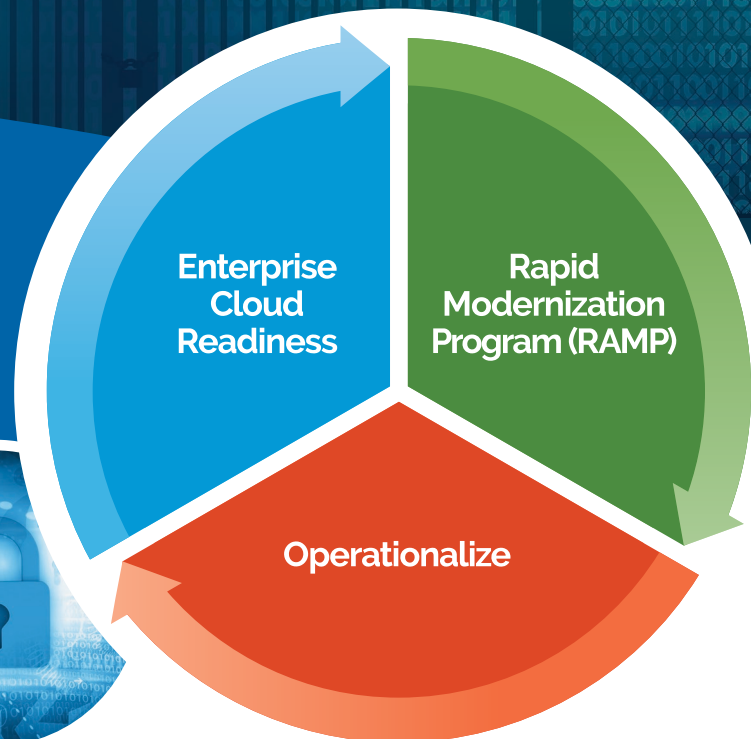 Enterprise
Cloud
Readiness
Rapid
Modernization
Program (RAMP)
Operationalize